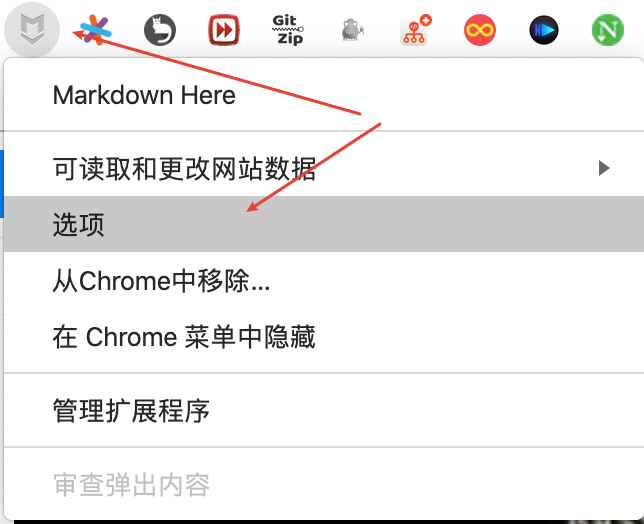 Git
Zip
N
Markdown Here
可读取和更改网站数据
选项
从Chrome中移除...
在 Chrome 菜单中隐藏
管理扩展程序
审查弹出内容